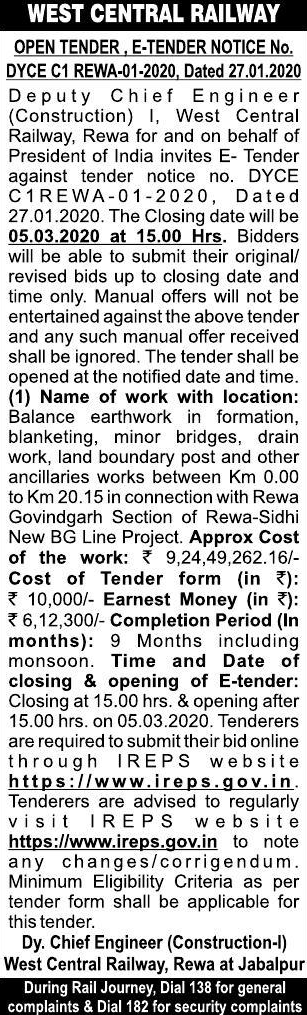 WEST CENTRAL RAILWAY
OPEN TENDER , E-TENDER NOTICE No.
DYCE C1 REWA-01-2020, Dated 27.01.2020
Deputy Chief Engineer
(Construction) I, West Central
Railway, Rewa for and on behalf of
President of India invites E- Tender
against tender notice no. DYCE
C1REWA-01-2020, Dated
27.01.2020. The Closing date will be
05.03.2020 at 15.00 Hrs. Bidders
will be able to submit their original/
revised bids up to closing date and
time only. Manual offers will not be
entertained against the above tender
and any such manual offer received
shall be ignored. The tender shall be
opened at the notified date and time.
(1) Name of work with location:
Balance earthwork in formation,
blanketing, minor bridges, drain
work, land boundary post and other
ancillaries works between Km 0.00
to Km 20.15 in connection with Rewa
Govindgarh Section of Rewa-Sidhi
New BG Line Project. Approx Cost
of the work: ₹ 9,24,49,262.16/-
Cost of Tender form (in ₹):
₹ 10,000/- Earnest Money (in ₹):
₹ 6,12,300/- Completion Period (In
months): 9 Months including
monsoon. Time and Date of
closing & opening of E-tender:
Closing at 15.00 hrs. & opening after
15.00 hrs. on 05.03.2020. Tenderers
are required to submit their bid online
through IREPS website
https://www.ireps.gov.in.
Tenderers are advised to regularly
visit IREPS website
https://www.ireps.gov.in to note
any changes/corrigendum.
Minimum Eligibility Criteria as per
tender form shall be applicable for
this tender.
Dy. Chief Engineer (Construction-I)
West Central Railway, Rewa at Jabalpur
During Rail Journey, Dial 138 for general
complaints & Dial 182 for security complaints